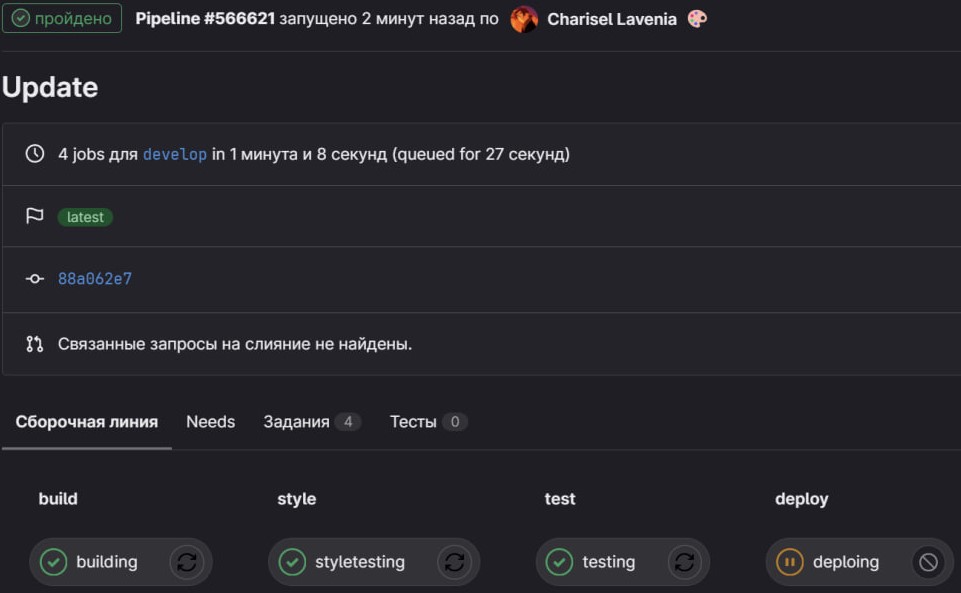 пройдено Pipeline #566621 запущено 2 минут назад по Charisel Lavenia
Update
4 jobs для develop in 1 минута и 8 секунд (queued for 27 секунд)
latest
88a062e7
Связанные запросы на слияние не найдены.
Сборочная линия Needs Задания 4 Тесты 0
build style test deploy
building styletesting testing deploing